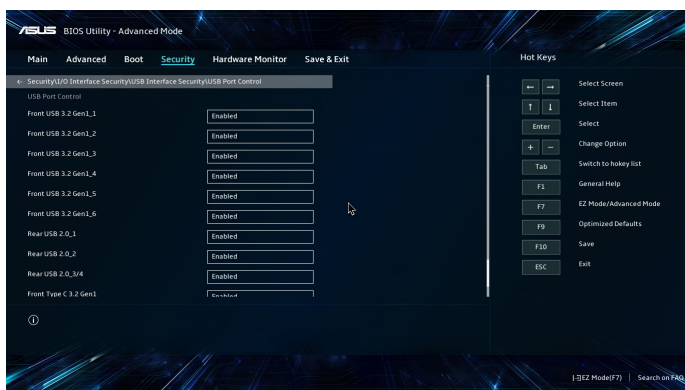 ASUS BIOS Utility - Advanced Mode
Main Advanced Boot Security Hardware Monitor Save & Exit
Hot Keys
← Security\I/O Interface Security\USB Interface Security\USB Port Control
USB Port Control
Front USB 3.2 Gen1_1 Enabled
Front USB 3.2 Gen1_2 Enabled
Front USB 3.2 Gen1_3 Enabled
Front USB 3.2 Gen1_4 Enabled
Front USB 3.2 Gen1_5 Enabled
Front USB 3.2 Gen1_6 Enabled
Rear USB 2.0_1 Enabled
Rear USB 2.0_2 Enabled
Rear USB 2.0_3/4 Enabled
Front Type C 3.2 Gen1 Enabled
← → Select Screen
↑ ↓ Select Item
Enter Select
+ − Change Option
Tab Switch to hokey list
F1 General Help
F7 EZ Mode/Advanced Mode
F9 Optimized Defaults
F10 Save
ESC Exit
EZ Mode(F7) | Search on FAQ